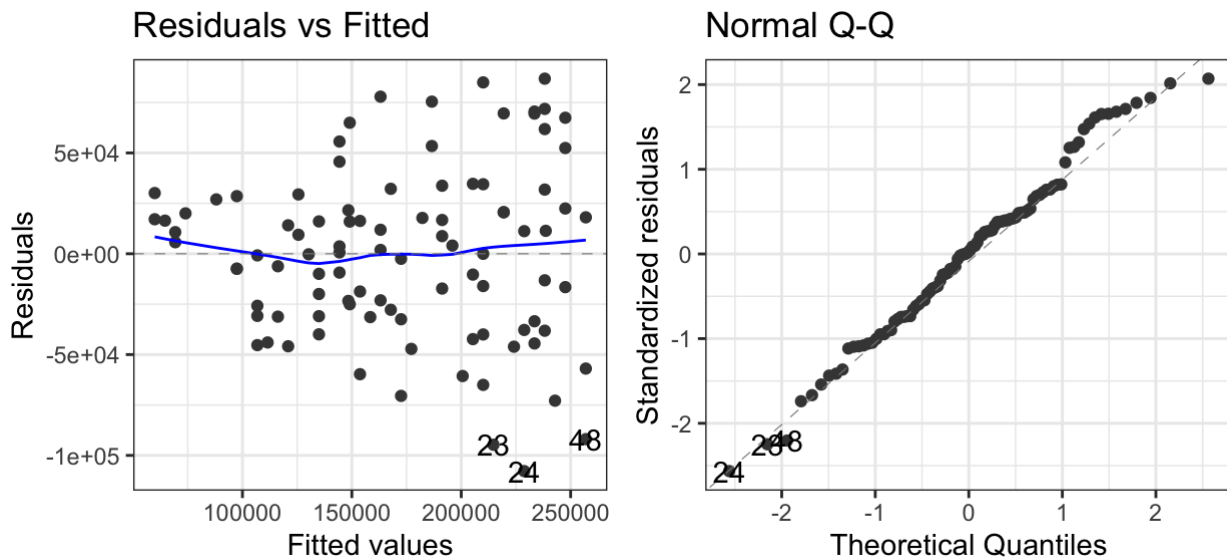 Residuals vs Fitted
Residuals
5e+04
0e+00
-5e+04
-1e+05
28
24
48
100000 150000 200000 250000
Fitted values
Normal Q-Q
Standardized residuals
2
1
0
-1
-2
24
28
48
-2 -1 0 1 2
Theoretical Quantiles